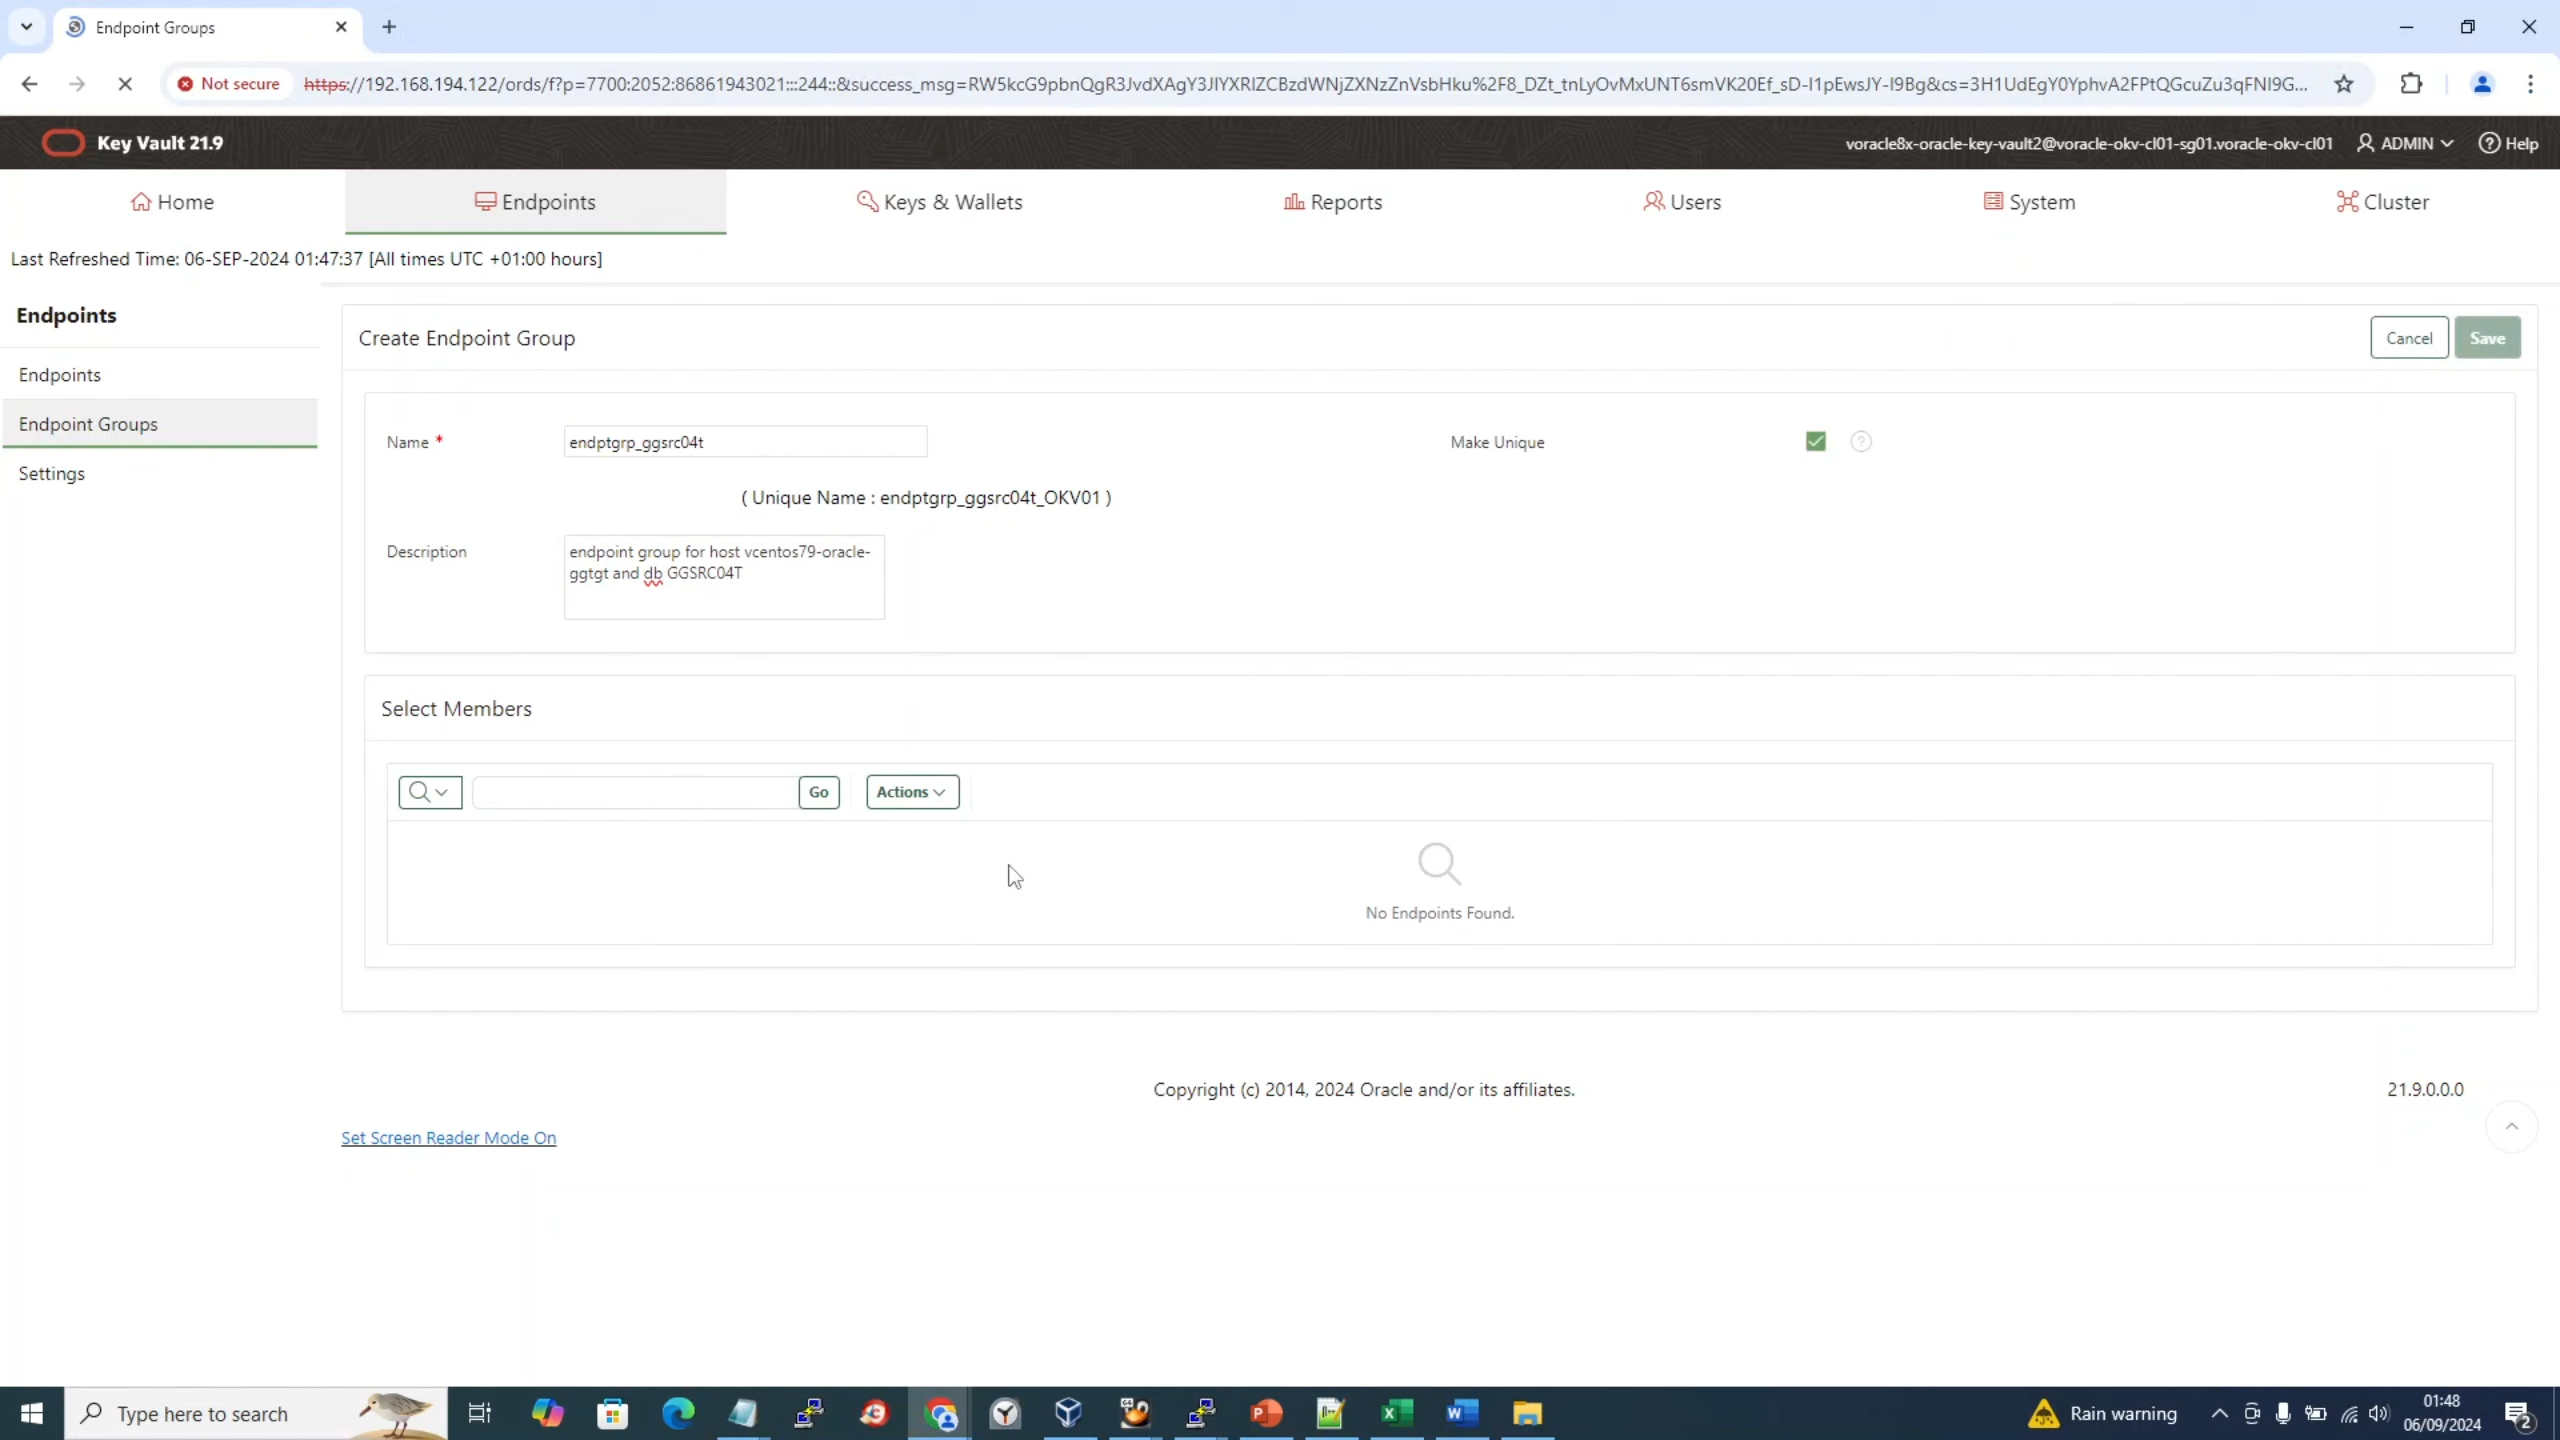 Endpoint Groups
Not secure
https://192.168.194.122/ords/f?p=7700:2052:86861943021:::244::&success_msg=RW5kcG9pbnQgR3JvdXAgY3JlYXRlZCBzdWNjZXNzZnVsbHku%2F8_DZt_tnLyOvMxUNT6smVK20Ef_sD-I1pEwsJY-I9Bg&cs=3H1UdEgY0YphvA2FPtQGcuZu3qFNI9G...
Key Vault 21.9
voracle8x-oracle-key-vault2@voracle-okv-cl01-sg01.voracle-okv-cl01
ADMIN
Help
Home
Endpoints
Keys & Wallets
Reports
Users
System
Cluster
Last Refreshed Time: 06-SEP-2024 01:47:37 [All times UTC +01:00 hours]
Endpoints
Endpoints
Endpoint Groups
Settings
Create Endpoint Group
Cancel
Save
Name *
endptgrp_ggsrc04t
Make Unique
( Unique Name : endptgrp_ggsrc04t_OKV01 )
Description
endpoint group for host vcentos79-oracle-
ggtgt and db GGSRC04T
Select Members
Go
Actions
No Endpoints Found.
Copyright (c) 2014, 2024 Oracle and/or its affiliates.
21.9.0.0.0
Set Screen Reader Mode On
Type here to search
Rain warning
01:48
06/09/2024
2